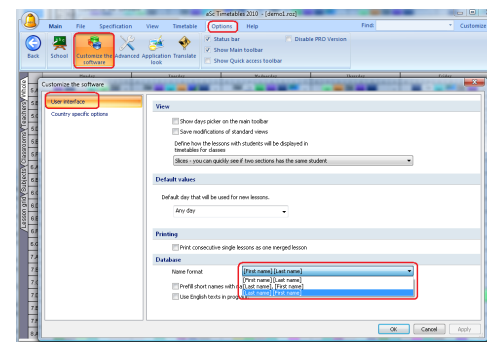 aSc Timetables 2010 - [demo1.roz]
Main File Specification View Timetable Options Help Find: Customize
Back School Customize the software Advanced Application look Translate
Status bar
Show Main toolbar
Show Quick access toolbar
Disable PRO Version
Customize the software
User interface
Country specific options
View
Show days picker on the main toolbar
Save modifications of standard views
Define how the lessons with students will be displayed in
timetables for classes
Slices - you can quickly see if two sections has the same student
Default values
Default day that will be used for new lessons.
Any day
Printing
Print consecutive single lessons as one merged lesson
Database
Name format [First name] [Last name]
[First name] [Last name]
Prefill short names with [Last name], [First name]
Use English texts in [Last name] [First name]
OK Cancel Apply